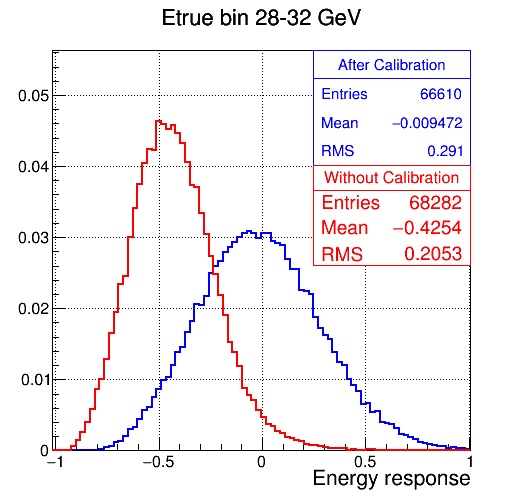 Etrue bin 28-32 GeV
After Calibration
Entries 66610
Mean −0.009472
RMS 0.291
Without Calibration
Entries 68282
Mean −0.4254
RMS 0.2053
0.05
0.04
0.03
0.02
0.01
0
−1 −0.5 0 0.5 1
Energy response